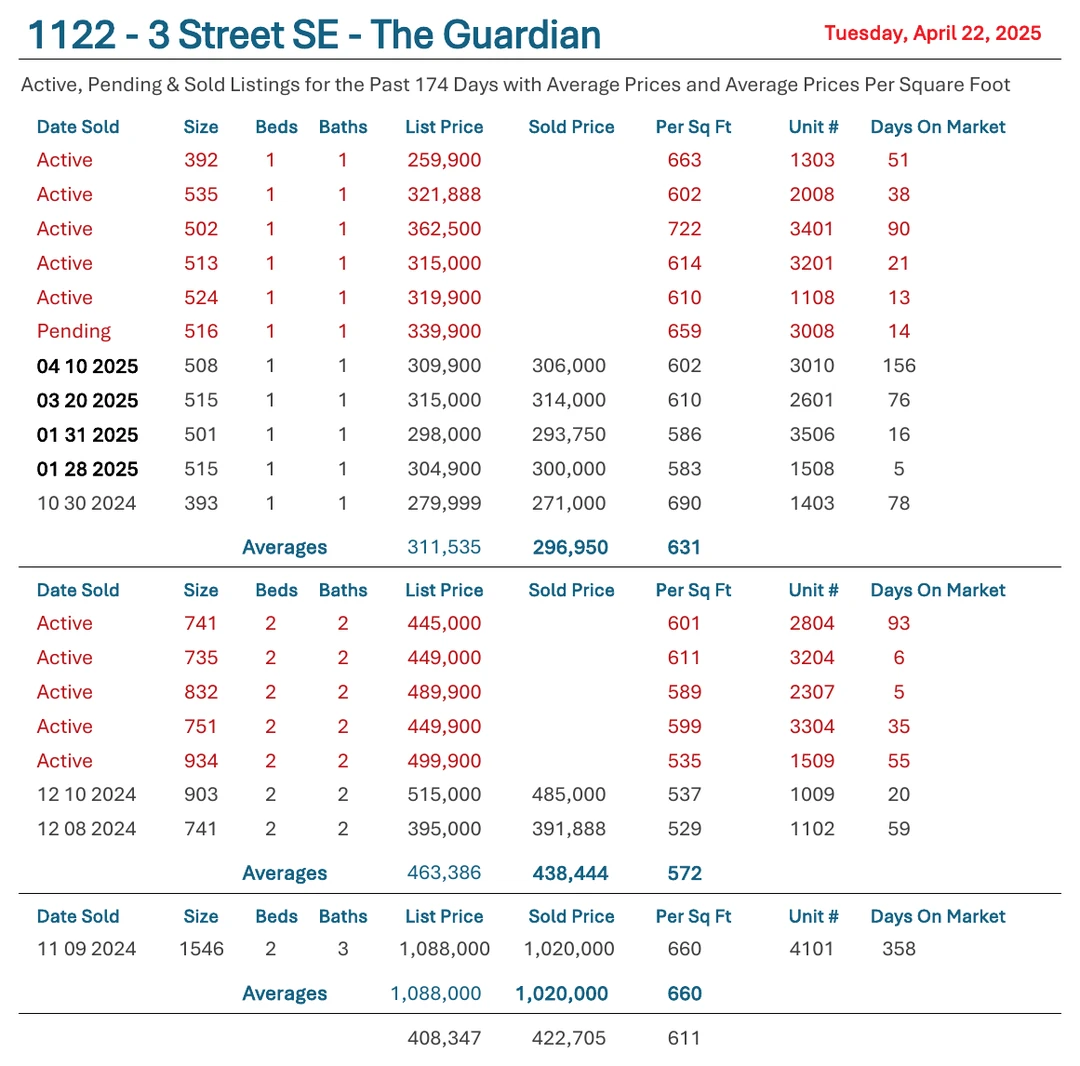 1122 - 3 Street SE - The Guardian Tuesday, April 22, 2025
Active, Pending & Sold Listings for the Past 174 Days with Average Prices and Average Prices Per Square Foot
Date Sold Size Beds Baths List Price Sold Price Per Sq Ft Unit # Days On Market
Active 392 1 1 259,900 663 1303 51
Active 535 1 1 321,888 602 2008 38
Active 502 1 1 362,500 722 3401 90
Active 513 1 1 315,000 614 3201 21
Active 524 1 1 319,900 610 1108 13
Pending 516 1 1 339,900 659 3008 14
04 10 2025 508 1 1 309,900 306,000 602 3010 156
03 20 2025 515 1 1 315,000 314,000 610 2601 76
01 31 2025 501 1 1 298,000 293,750 586 3506 16
01 28 2025 515 1 1 304,900 300,000 583 1508 5
10 30 2024 393 1 1 279,999 271,000 690 1403 78
Averages 311,535 296,950 631
Date Sold Size Beds Baths List Price Sold Price Per Sq Ft Unit # Days On Market
Active 741 2 2 445,000 601 2804 93
Active 735 2 2 449,000 611 3204 6
Active 832 2 2 489,900 589 2307 5
Active 751 2 2 449,900 599 3304 35
Active 934 2 2 499,900 535 1509 55
12 10 2024 903 2 2 515,000 485,000 537 1009 20
12 08 2024 741 2 2 395,000 391,888 529 1102 59
Averages 463,386 438,444 572
Date Sold Size Beds Baths List Price Sold Price Per Sq Ft Unit # Days On Market
11 09 2024 1546 2 3 1,088,000 1,020,000 660 4101 358
Averages 1,088,000 1,020,000 660
408,347 422,705 611